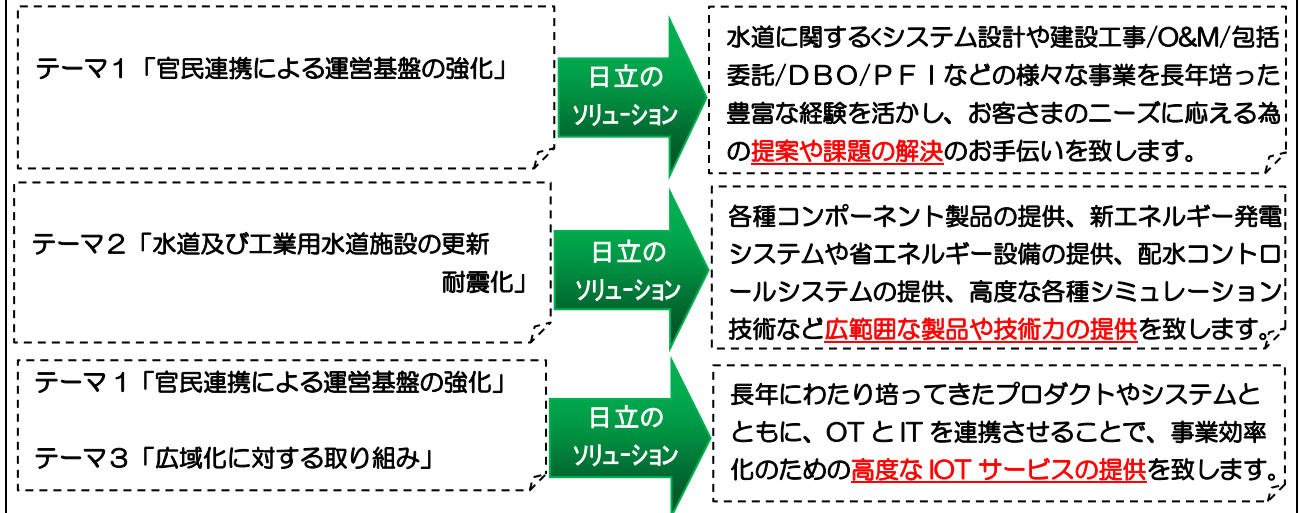 テーマ１「官民連携による運営基盤の強化」
日立の
ソリューション
水道に関する<システム設計や建設工事/O&M/包括
委託/ＤＢＯ/ＰＦＩなどの様々な事業を長年培った
豊富な経験を活かし、お客さまのニーズに応える為
の提案や課題の解決のお手伝いを致します。
テーマ２「水道及び工業用水道施設の更新
耐震化」
日立の
ソリューション
各種コンポーネント製品の提供、新エネルギー発電
システムや省エネルギー設備の提供、配水コントロ
ールシステムの提供、高度な各種シミュレーション
技術など広範囲な製品や技術力の提供を致します。
テーマ１「官民連携による運営基盤の強化」
テーマ３「広域化に対する取り組み」
日立の
ソリューション
長年にわたり培ってきたプロダクトやシステムと
ともに、OT と IT を連携させることで、事業効率
化のための高度な IOT サービスの提供を致します。